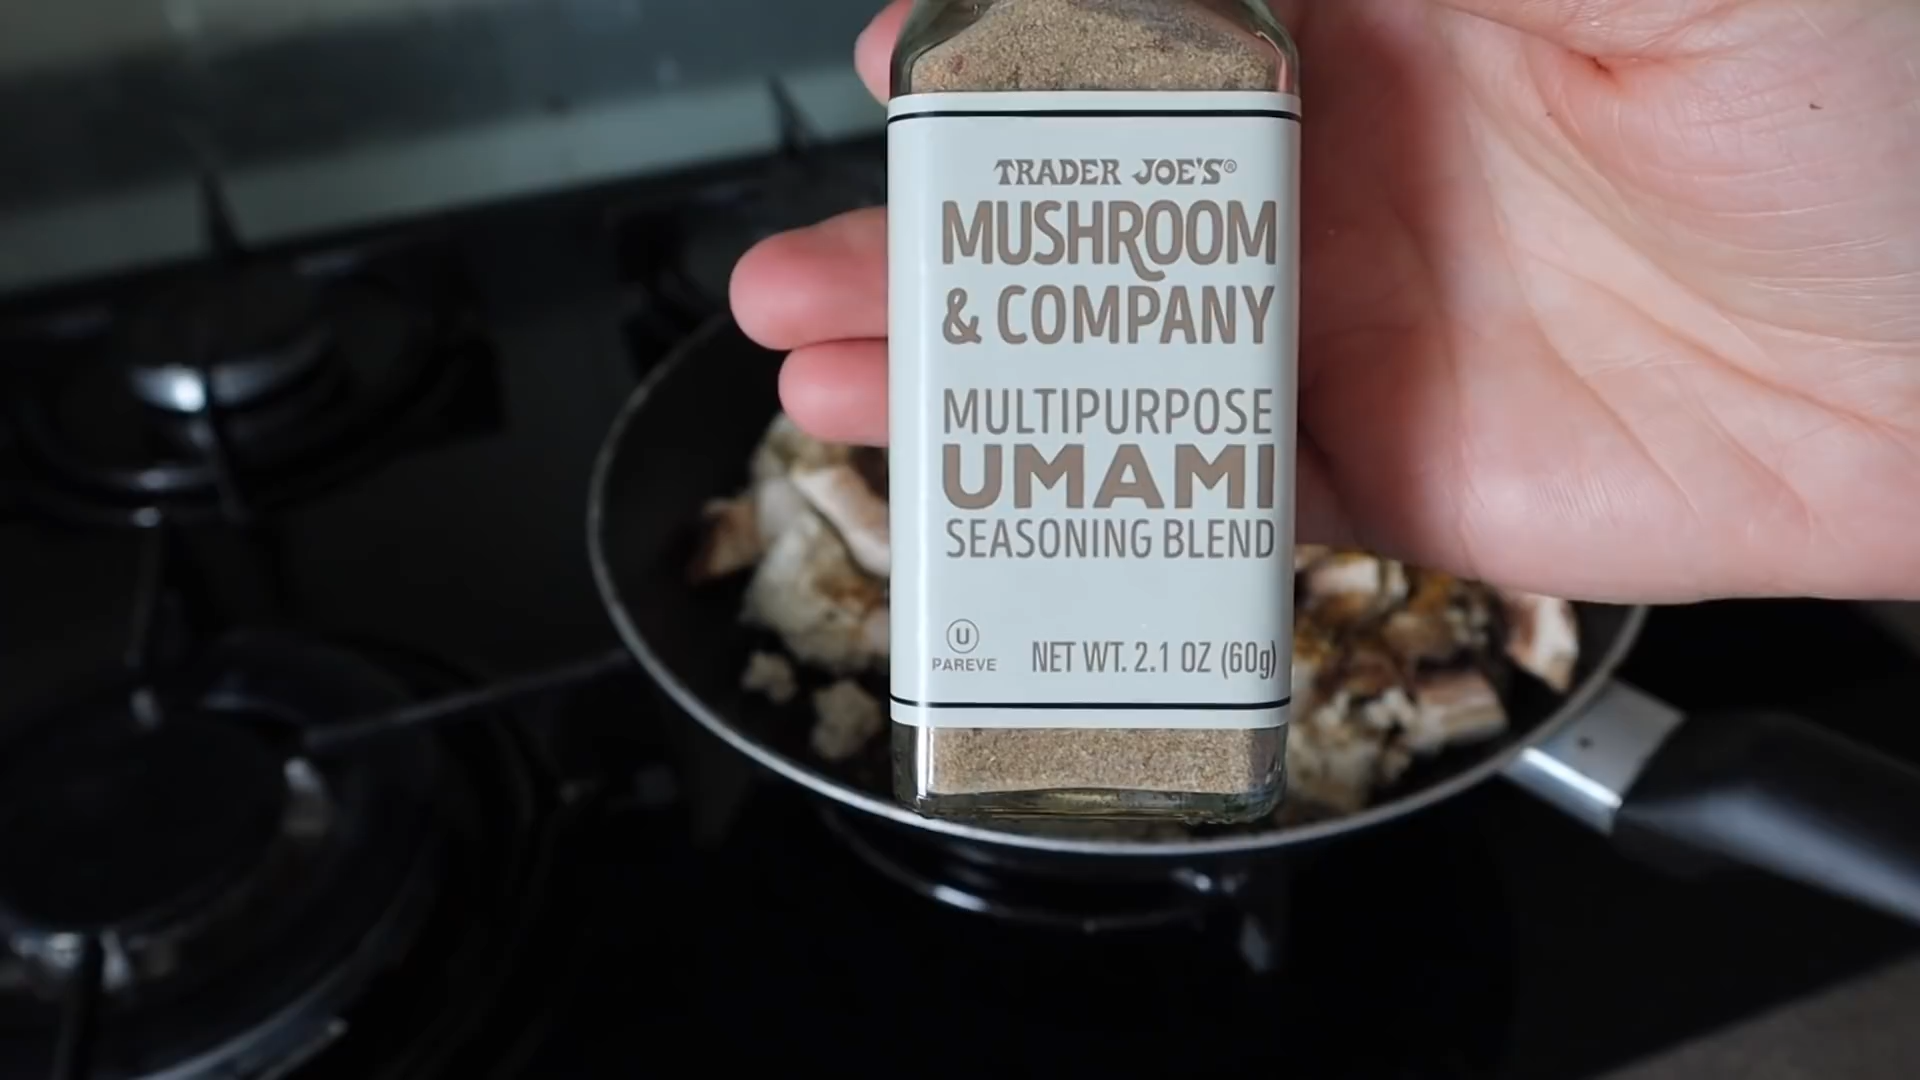 TRADER JOE'S®
MUSHROOM
& COMPANY
MULTIPURPOSE
UMAMI
SEASONING BLEND
U
PAREVE
NET WT. 2.1 OZ (60g)